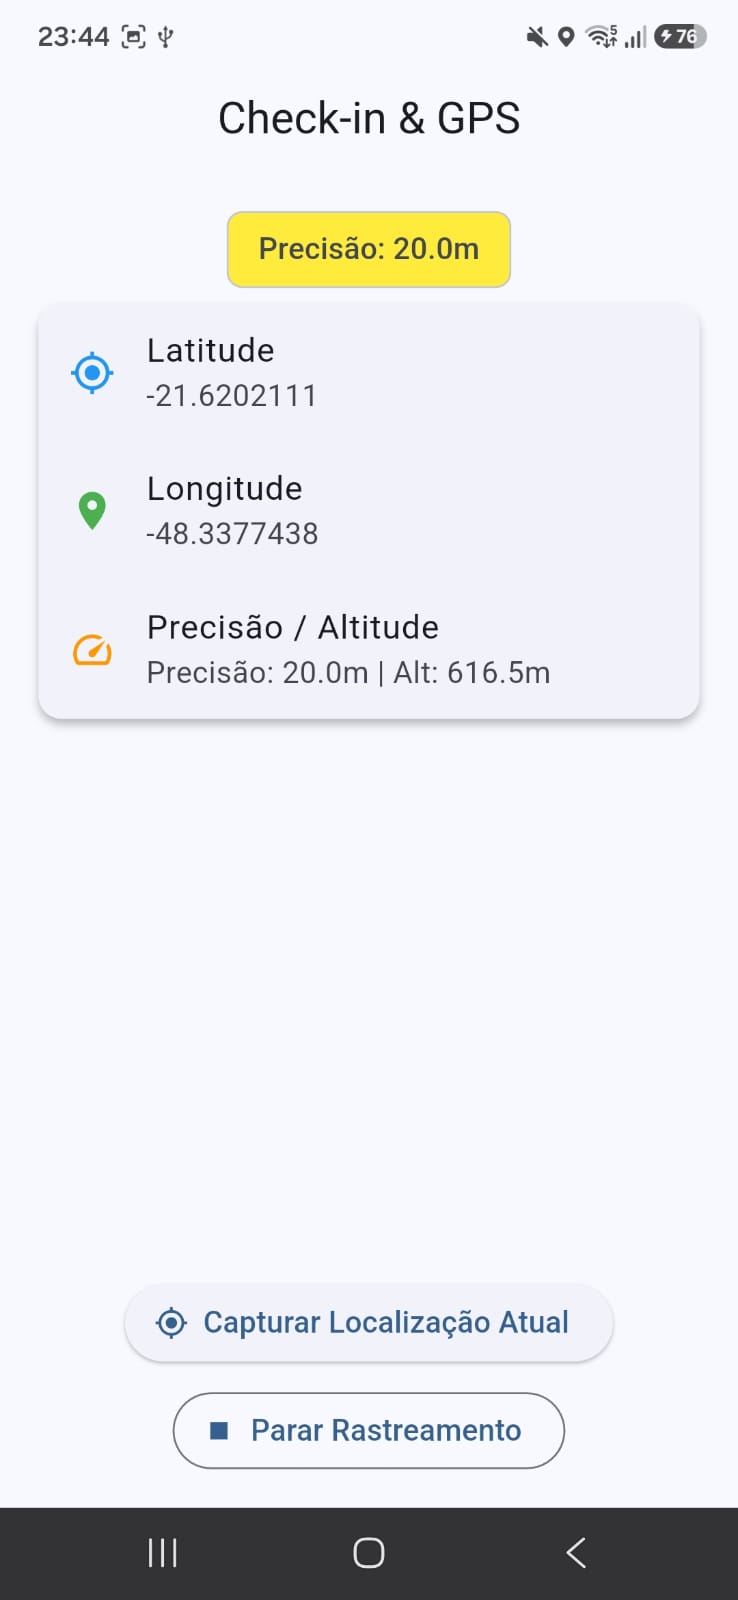 23:44
5
76
Check-in & GPS
Precisão: 20.0m
Latitude
-21.6202111
Longitude
-48.3377438
Precisão / Altitude
Precisão: 20.0m | Alt: 616.5m
Capturar Localização Atual
Parar Rastreamento